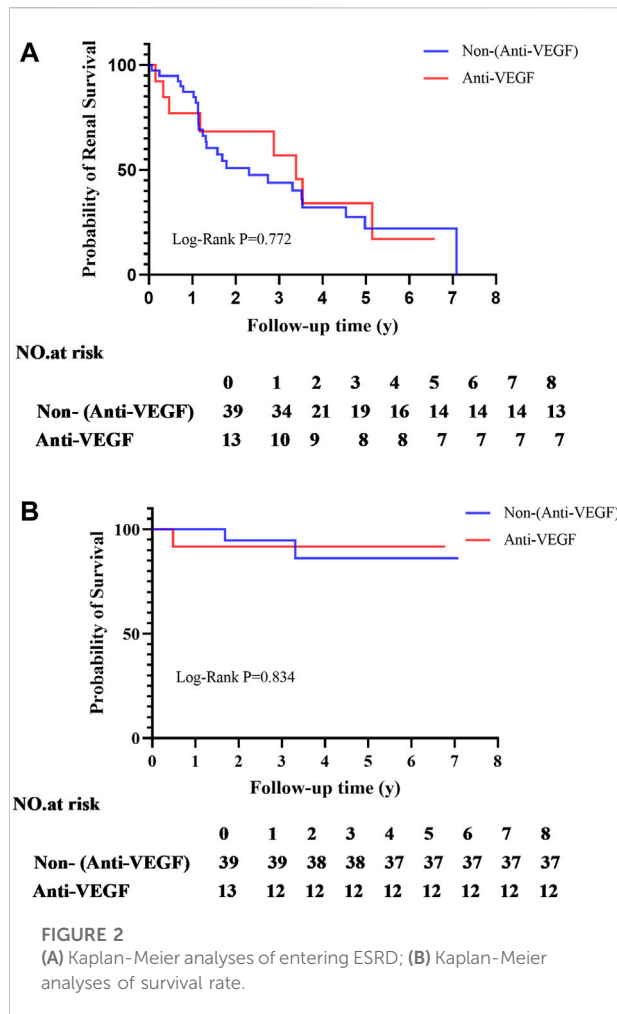 A
Non-(Anti-VEGF)
Anti-VEGF
Probability of Renal Survival
100
50
0
Log-Rank P=0.772
0 1 2 3 4 5 6 7 8
Follow-up time (y)
NO.at risk
0 1 2 3 4 5 6 7 8
Non- (Anti-VEGF) 39 34 21 19 16 14 14 14 13
Anti-VEGF 13 10 9 8 8 7 7 7 7
B
Non-(Anti-VEGF)
Anti-VEGF
Probability of Survival
100
50
0
Log-Rank P=0.834
0 1 2 3 4 5 6 7 8
Follow-up time (y)
NO.at risk
0 1 2 3 4 5 6 7 8
Non- (Anti-VEGF) 39 39 38 38 37 37 37 37 37
Anti-VEGF 13 12 12 12 12 12 12 12 12
FIGURE 2
(A) Kaplan-Meier analyses of entering ESRD; (B) Kaplan-Meier
analyses of survival rate.